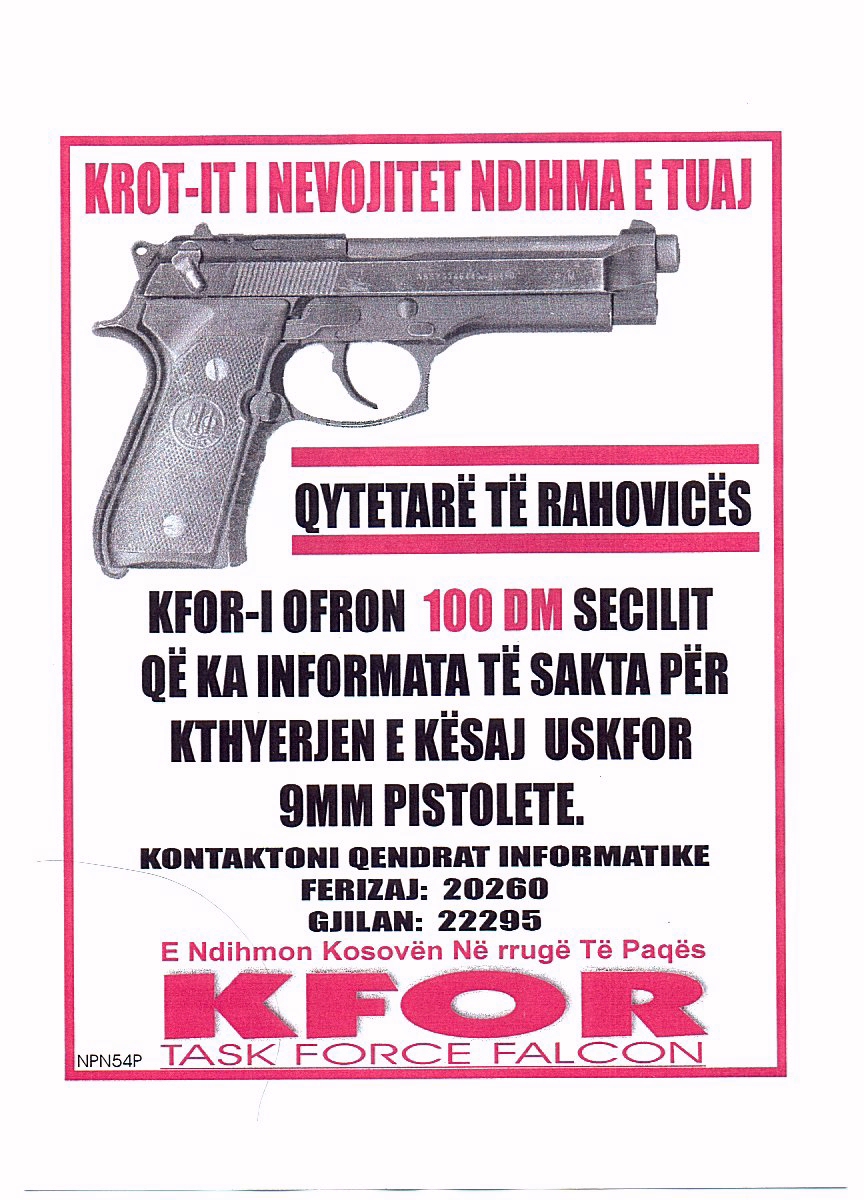 KROT-IT I NEVOJITET NDIHMA E TUAJ
QYTETARË TË RAHOVICËS
KFOR-I OFRON 100 DM SECILIT
QË KA INFORMATA TË SAKTA PËR
KTHYERJEN E KËSAJ USKFOR
9MM PISTOLETE.
KONTAKTONI QENDRAT INFORMATIKE
FERIZAJ: 20260
GJILAN: 22295
E Ndihmon Kosovën Në rrugë Të Paqës
KFOR
TASK FORCE FALCON
NPN54P